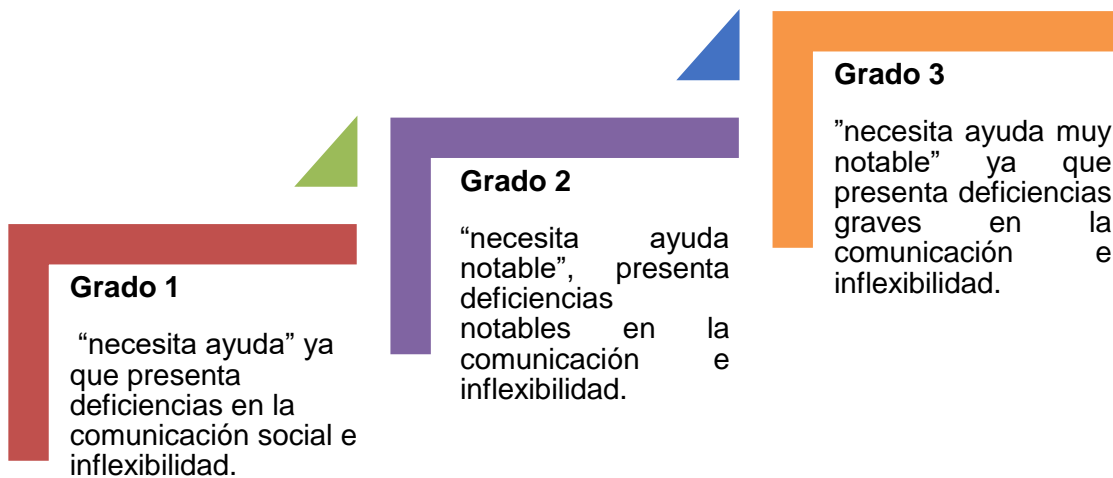 Grado 1
“necesita ayuda” ya
que presenta
deficiencias en la
comunicación social e
inflexibilidad.
Grado 2
“necesita ayuda
notable”, presenta
deficiencias
notables en la
comunicación e
inflexibilidad.
Grado 3
”necesita ayuda muy
notable” ya que
presenta deficiencias
graves en la
comunicación e
inflexibilidad.